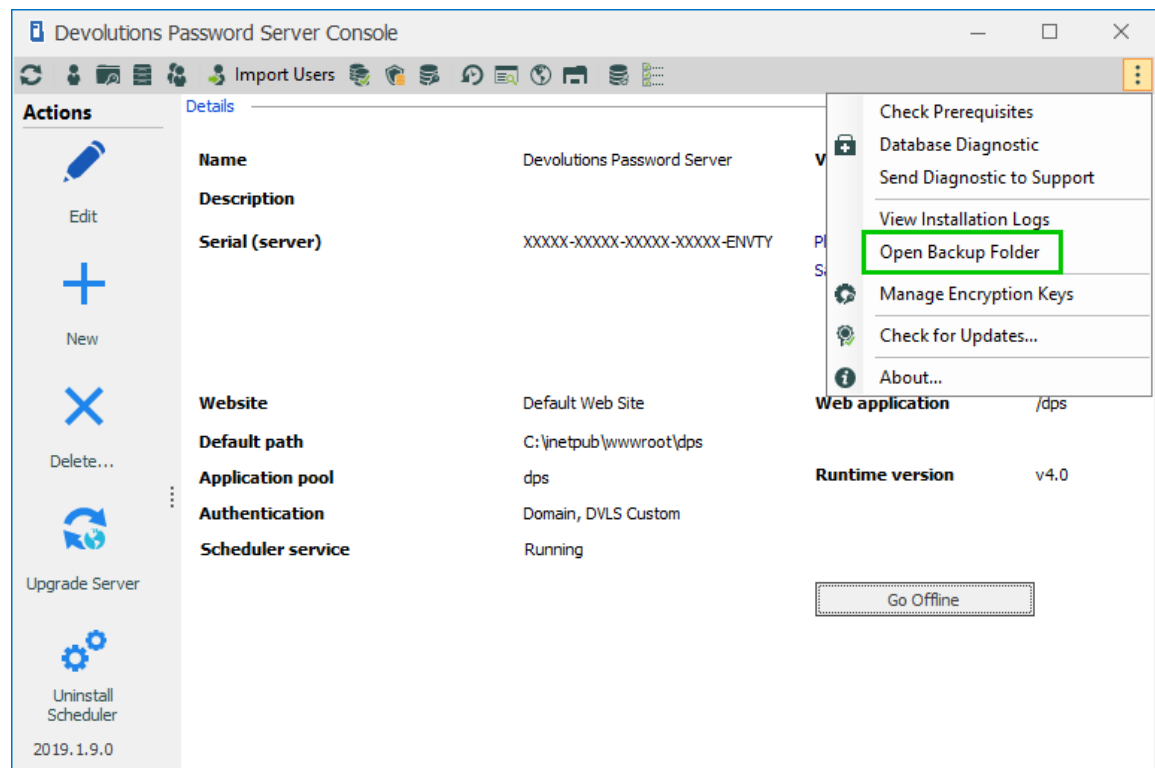 Devolutions Password Server Console
Import Users
Actions
Edit
New
Delete...
Upgrade Server
Uninstall
Scheduler
2019.1.9.0
Details
Name Devolutions Password Server V
Description
Serial (server) XXXXX-XXXXX-XXXXX-XXXXX-ENVTY Pl
Sa
Website Default Web Site Web application /dps
Default path C:\inetpub\wwwroot\dps
Application pool dps Runtime version v4.0
Authentication Domain, DVLS Custom
Scheduler service Running
Go Offline
Check Prerequisites
Database Diagnostic
Send Diagnostic to Support
View Installation Logs
Open Backup Folder
Manage Encryption Keys
Check for Updates...
About...